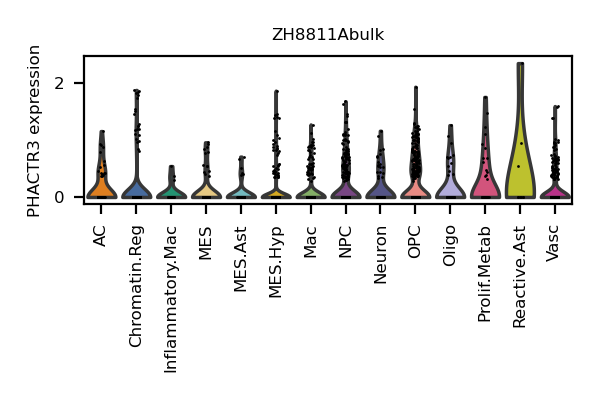 ZH8811Abulk
PHACTR3 expression
2
0
AC
Chromatin.Reg
Inflammatory.Mac
MES
MES.Ast
MES.Hyp
Mac
NPC
Neuron
OPC
Oligo
Prolif.Metab
Reactive.Ast
Vasc